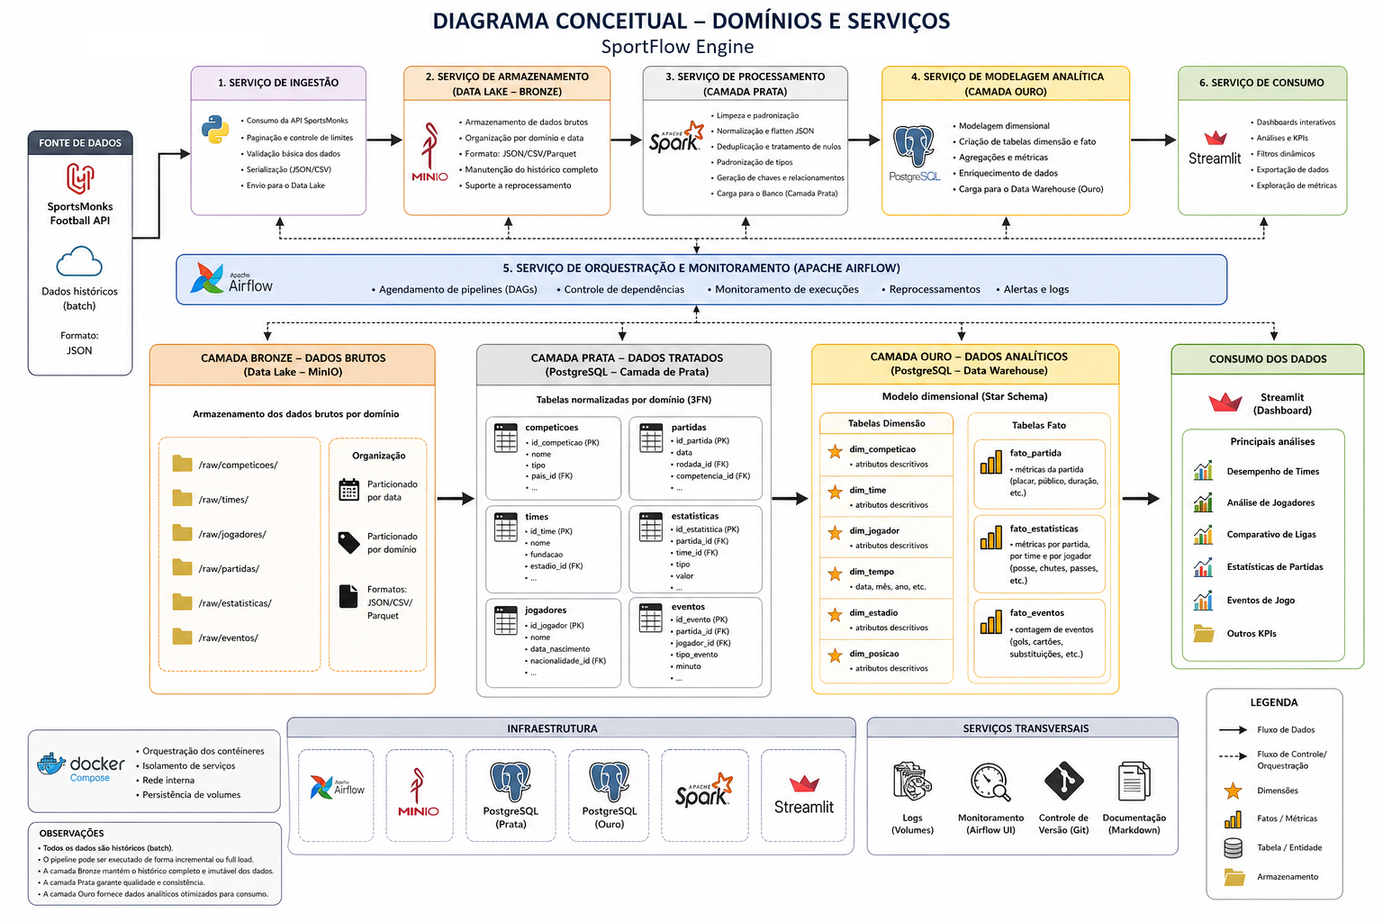 DIAGRAMA CONCEITUAL – DOMÍNIOS E SERVIÇOS
SportFlow Engine
FONTE DE DADOS
SportsMonks
Football API
Dados históricos
(batch)
Formato:
JSON
1. SERVIÇO DE INGESTÃO
• Consumo da API SportsMonks
• Paginação e controle de limites
• Validação básica dos dados
• Serialização (JSON/CSV)
• Envio para o Data Lake
2. SERVIÇO DE ARMAZENAMENTO
(DATA LAKE – BRONZE)
MINIO
• Armazenamento de dados brutos
• Organização por domínio e data
• Formato: JSON/CSV/Parquet
• Manutenção do histórico completo
• Suporte a reprocessamento
3. SERVIÇO DE PROCESSAMENTO
(CAMADA PRATA)
APACHE
Spark
• Limpeza e padronização
• Normalização e flatten JSON
• Deduplicação e tratamento de nulos
• Padronização de tipos
• Geração de chaves e relacionamentos
• Carga para o Banco (Camada Prata)
4. SERVIÇO DE MODELAGEM ANALÍTICA
(CAMADA OURO)
PostgreSQL
• Modelagem dimensional
• Criação de tabelas dimensão e fato
• Agregações e métricas
• Enriquecimento de dados
• Carga para o Data Warehouse (Ouro)
6. SERVIÇO DE CONSUMO
Streamlit
• Dashboards interativos
• Análises e KPIs
• Filtros dinâmicos
• Exportação de dados
• Exploração de métricas
Apache
Airflow
5. SERVIÇO DE ORQUESTRAÇÃO E MONITORAMENTO (APACHE AIRFLOW)
• Agendamento de pipelines (DAGs) • Controle de dependências • Monitoramento de execuções • Reprocessamentos • Alertas e logs
CAMADA BRONZE – DADOS BRUTOS
(Data Lake – MinIO)
Armazenamento dos dados brutos por domínio
/raw/competicoes/
/raw/times/
/raw/jogadores/
/raw/partidas/
/raw/estatisticas/
/raw/eventos/
Organização
Particionado
por data
Particionado
por domínio
Formatos:
JSON/CSV/
Parquet
CAMADA PRATA – DADOS TRATADOS
(PostgreSQL – Camada de Prata)
Tabelas normalizadas por domínio (3FN)
competicoes
• id_competicao (PK)
• nome
• tipo
• pais_id (FK)
• ...
partidas
• id_partida (PK)
• data
• rodada_id (FK)
• competencia_id (FK)
• ...
times
• id_time (PK)
• nome
• fundacao
• estadio_id (FK)
• ...
estatisticas
• id_estatittica (PK)
• partida_id (FK)
• time_id (FK)
• tipo
• valor
• ...
jogadores
• id_jogador (PK)
• nome
• data_nascimento
• nacionalidade_id (FK)
• ...
eventos
• id_evento (PK)
• partida_id (FK)
• jogador_id (FK)
• tipo_evento
• minuto
• ...
CAMADA OURO – DADOS ANALÍTICOS
(PostgreSQL – Data Warehouse)
Modelo dimensional (Star Schema)
Tabelas Dimensão
dim_competicao
• atributos descritivos
dim_time
• atributos descritivos
dim_jogador
• atributos descritivos
dim_tempo
• data, mês, ano, etc.
dim_estadio
• atributos descritivos
dim_posicao
• atributos descritivos
Tabelas Fato
fato_partida
• métricas da partida
(placar, público, duração,
etc.)
fato_estatisticas
• métricas por partida,
por time e por jogador
(posse, chutes, passes,
etc.)
fato_eventos
• contagem de eventos
(gols, cartões,
substituições, etc.)
CONSUMO DOS DADOS
Streamlit
(Dashboard)
Principais análises
Desempenho de Times
Análise de Jogadores
Comparativo de Ligas
Estatísticas de Partidas
Eventos de Jogo
Outros KPIs
docker
Compose
• Orquestração dos contêineres
• Isolamento de serviços
• Rede interna
• Persistência de volumes
OBSERVAÇÕES
• Todos os dados são históricos (batch).
• O pipeline pode ser executado de forma incremental ou full load.
• A camada Bronze mantém o histórico completo e imutável dos dados.
• A camada Prata garante qualidade e consistência.
• A camada Ouro fornece dados analíticos otimizados para consumo.
INFRAESTRUTURA
Apache
Airflow
MINIO
PostgreSQL
(Prata)
PostgreSQL
(Ouro)
APACHE
Spark
Streamlit
SERVIÇOS TRANSVERSAIS
Logs
(Volumes)
Monitoramento
(Airflow UI)
Controle de
Versão (Git)
Documentação
(Markdown)
LEGENDA
Fluxo de Dados
Fluxo de Controle/
Orquestração
Dimensões
Fatos / Métricas
Tabela / Entidade
Armazenamento